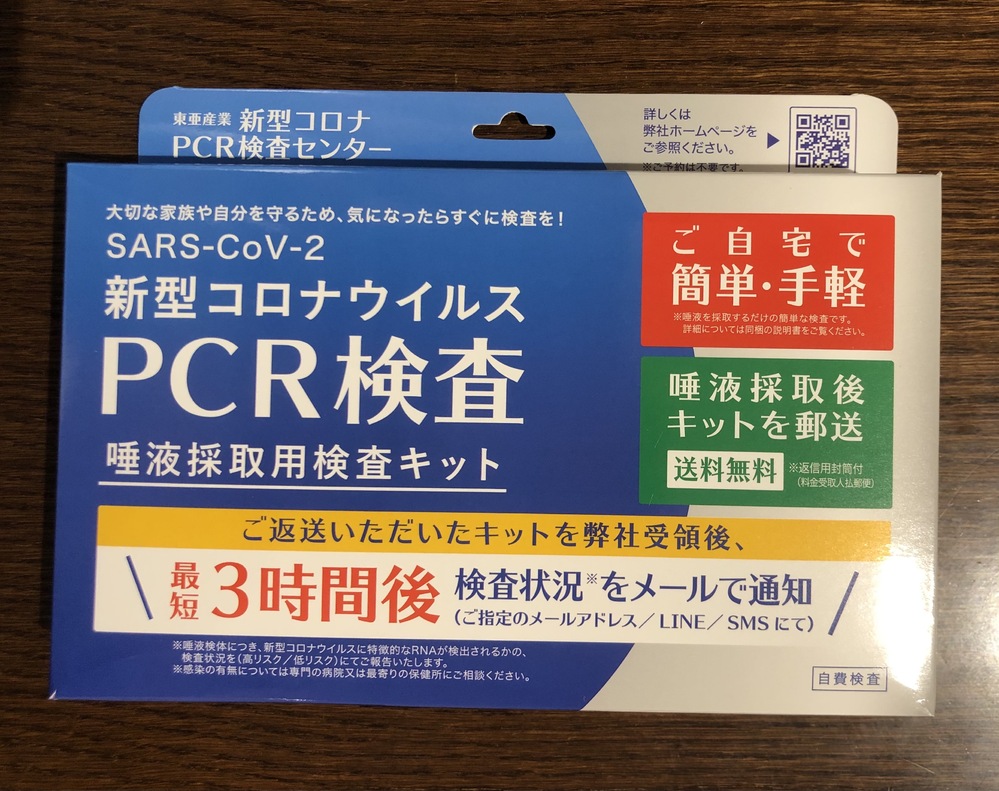 東亜産業 新型コロナ
PCR検査センター
詳しくは
弊社ホームページを
ご参照ください。
※ご予約は不要です。
大切な家族や自分を守るため、気になったらすぐに検査を!
SARS-CoV-2
新型コロナウイルス
PCR検査
唾液採取用検査キット
ご自宅で
簡単・手軽
※唾液を採取するだけの簡単な検査です。
詳細については同梱の説明書をご覧ください。
唾液採取後
キットを郵送
送料無料
※返信用封筒付
(料金受取人払郵便)
ご返送いただいたキットを弊社受領後、
最短 3時間後 検査状況※をメールで通知
(ご指定のメールアドレス/LINE/SMSにて)
※唾液検体につき、新型コロナウイルスに特徴的なRNAが検出されるかの、
検査状況を(高リスク/低リスク)にてご報告いたします。
※感染の有無については専門の病院又は最寄りの保健所にご相談ください。
自費検査